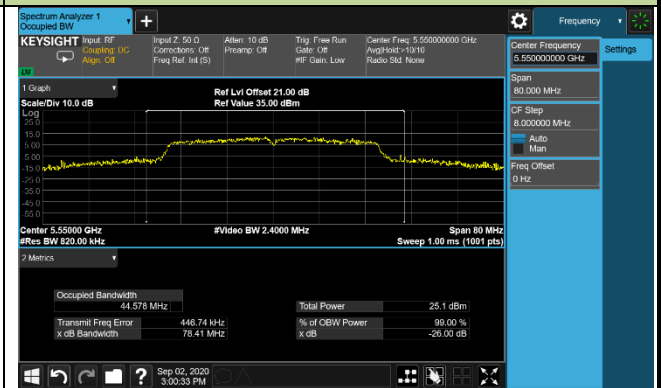 Spectrum Analyzer 1
Occupied BW
Frequency
KEYSIGHT
Input: RF
Coupling: DC
Align: Off
Input Z: 50 Ω
Corrections: Off
Freq Ref: Int (S)
Atten: 10 dB
Preamp: Off
Trig: Free Run
Gate: Off
#IF Gain: Low
Center Freq: 5.550000000 GHz
Avg|Hold:>10/10
Radio Std: None
Center Frequency
5.550000000 GHz
Settings
Span
80.000 MHz
CF Step
8.000000 MHz
Auto
Man
Freq Offset
0 Hz
1 Graph
Scale/Div 10.0 dB
Ref Lvl Offset 21.00 dB
Ref Value 35.00 dBm
Log
25.0
15.0
5.00
-5.00
-15.0
-25.0
-35.0
-45.0
-55.0
Center 5.55000 GHz
#Res BW 820.00 kHz
#Video BW 2.4000 MHz
Span 80 MHz
Sweep 1.00 ms (1001 pts)
2 Metrics
Occupied Bandwidth
44.578 MHz
Total Power 25.1 dBm
Transmit Freq Error 446.74 kHz
% of OBW Power 99.00 %
x dB Bandwidth 78.41 MHz
x dB -26.00 dB
Sep 02, 2020
3:00:33 PM